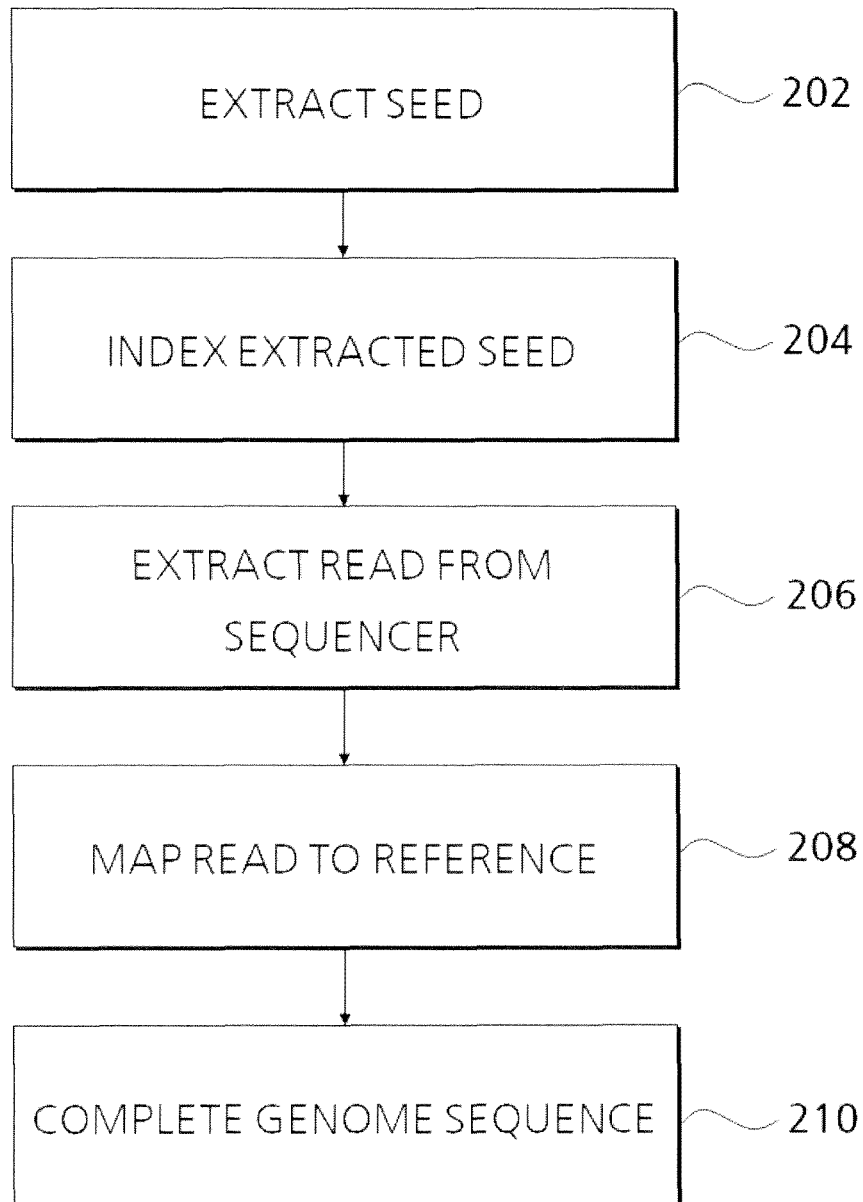 EXTRACT SEED
202
INDEX EXTRACTED SEED
204
EXTRACT READ FROM
SEQUENCER
206
MAP READ TO REFERENCE
208
COMPLETE GENOME SEQUENCE
210